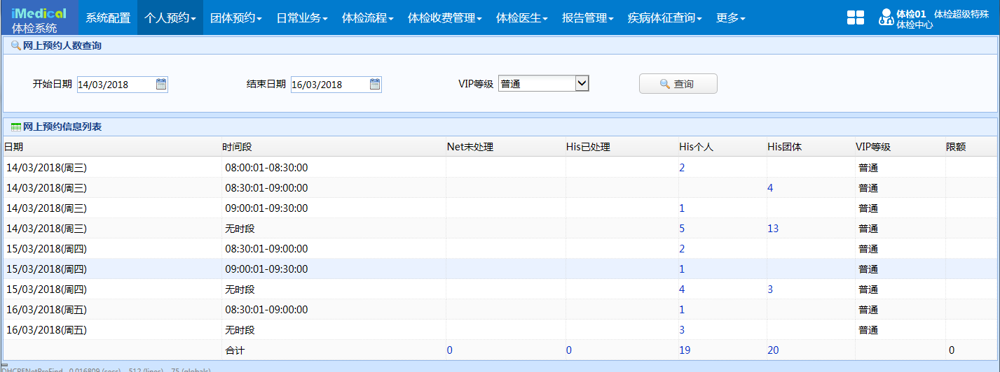 iMedical
体检系统
系统配置 个人预约 团体预约 日常业务 体检流程 体检收费管理 体检医生 报告管理 疾病体征查询 更多
体检01 体检超级特殊
体检中心
网上预约人数查询
开始日期 14/03/2018 结束日期 16/03/2018 VIP等级 普通 查询
网上预约信息列表
日期 时间段 Net未处理 His已处理 His个人 His团体 VIP等级 限额
14/03/2018(周三) 08:00:01-08:30:00 2 普通
14/03/2018(周三) 08:30:01-09:00:00 4 普通
14/03/2018(周三) 09:00:01-09:30:00 1 普通
14/03/2018(周三) 无时段 5 13 普通
15/03/2018(周四) 08:30:01-09:00:00 2 普通
15/03/2018(周四) 09:00:01-09:30:00 1 普通
15/03/2018(周四) 无时段 4 3 普通
16/03/2018(周五) 08:30:01-09:00:00 1 普通
16/03/2018(周五) 无时段 3 普通
合计 0 0 19 20 0
DHCPENetPreFind 0.016809 (secs) 512 (lines) 75 (globals)